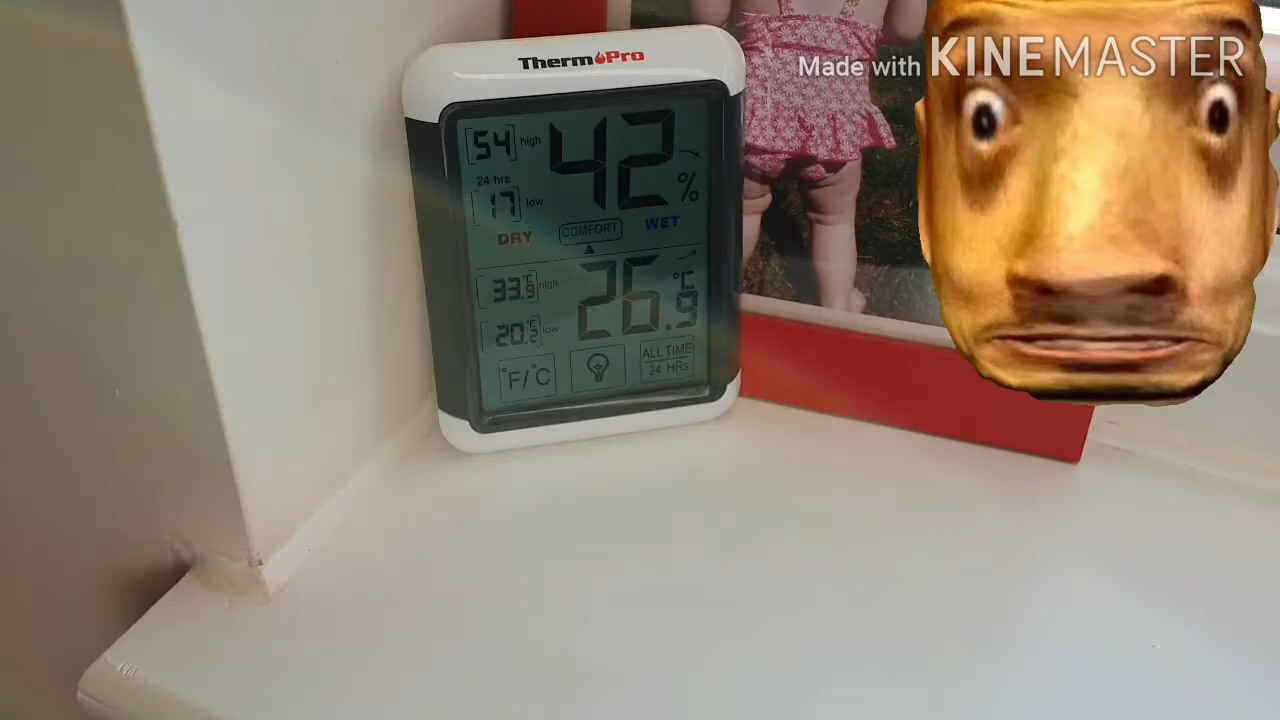 ThermoPro
Made with KINEMASTER
54 high
42 %
24 hrs
17 low
DRY
COMFORT
WET
33.9 °C high
26.9 °C
20.5 °C low
°F/°C
ALL TIME
24 HRs